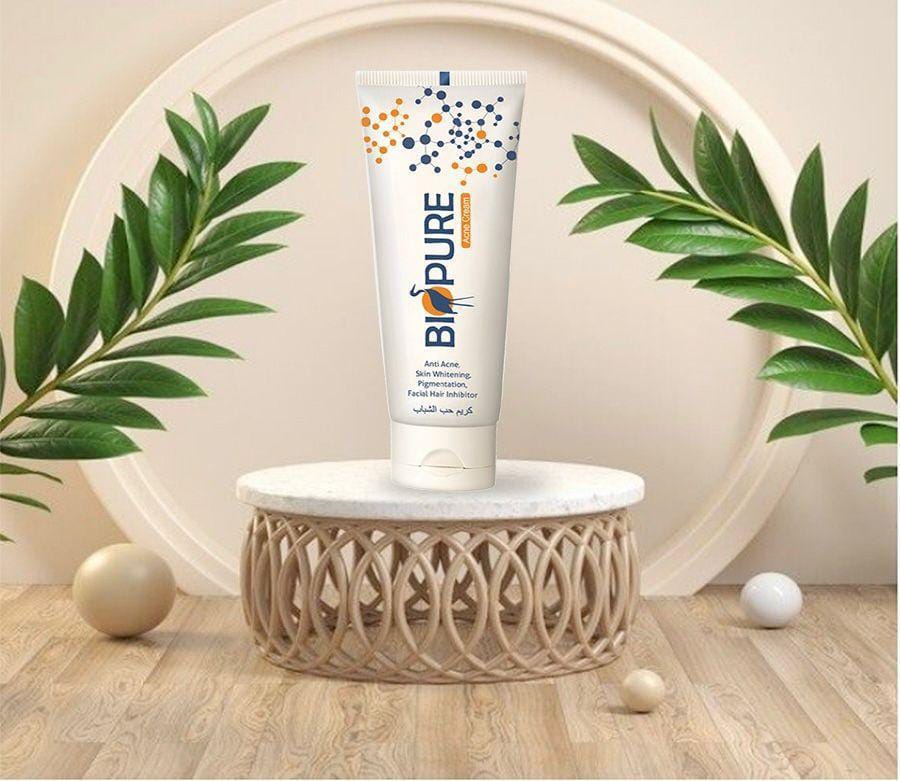 BIOPURE
Acne Cream
Anti Acne,
Skin Whitening,
Pigmentation,
Facial Hair Inhibitor
كريم حب الشباب